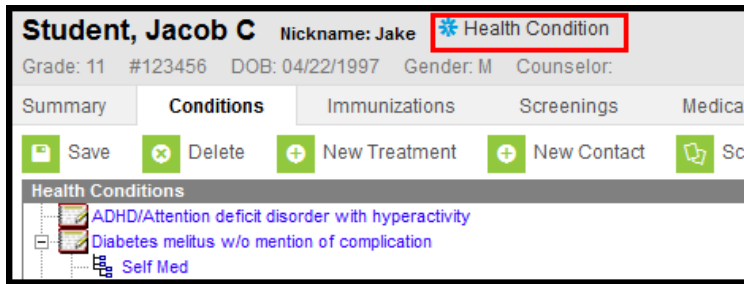 Student, Jacob C Nickname: Jake Health Condition
Grade: 11 #123456 DOB: 04/22/1997 Gender: M Counselor:
Summary Conditions Immunizations Screenings Medica
Save Delete New Treatment New Contact Sc
Health Conditions
ADHD/Attention deficit disorder with hyperactivity
Diabetes melitus w/o mention of complication
Self Med